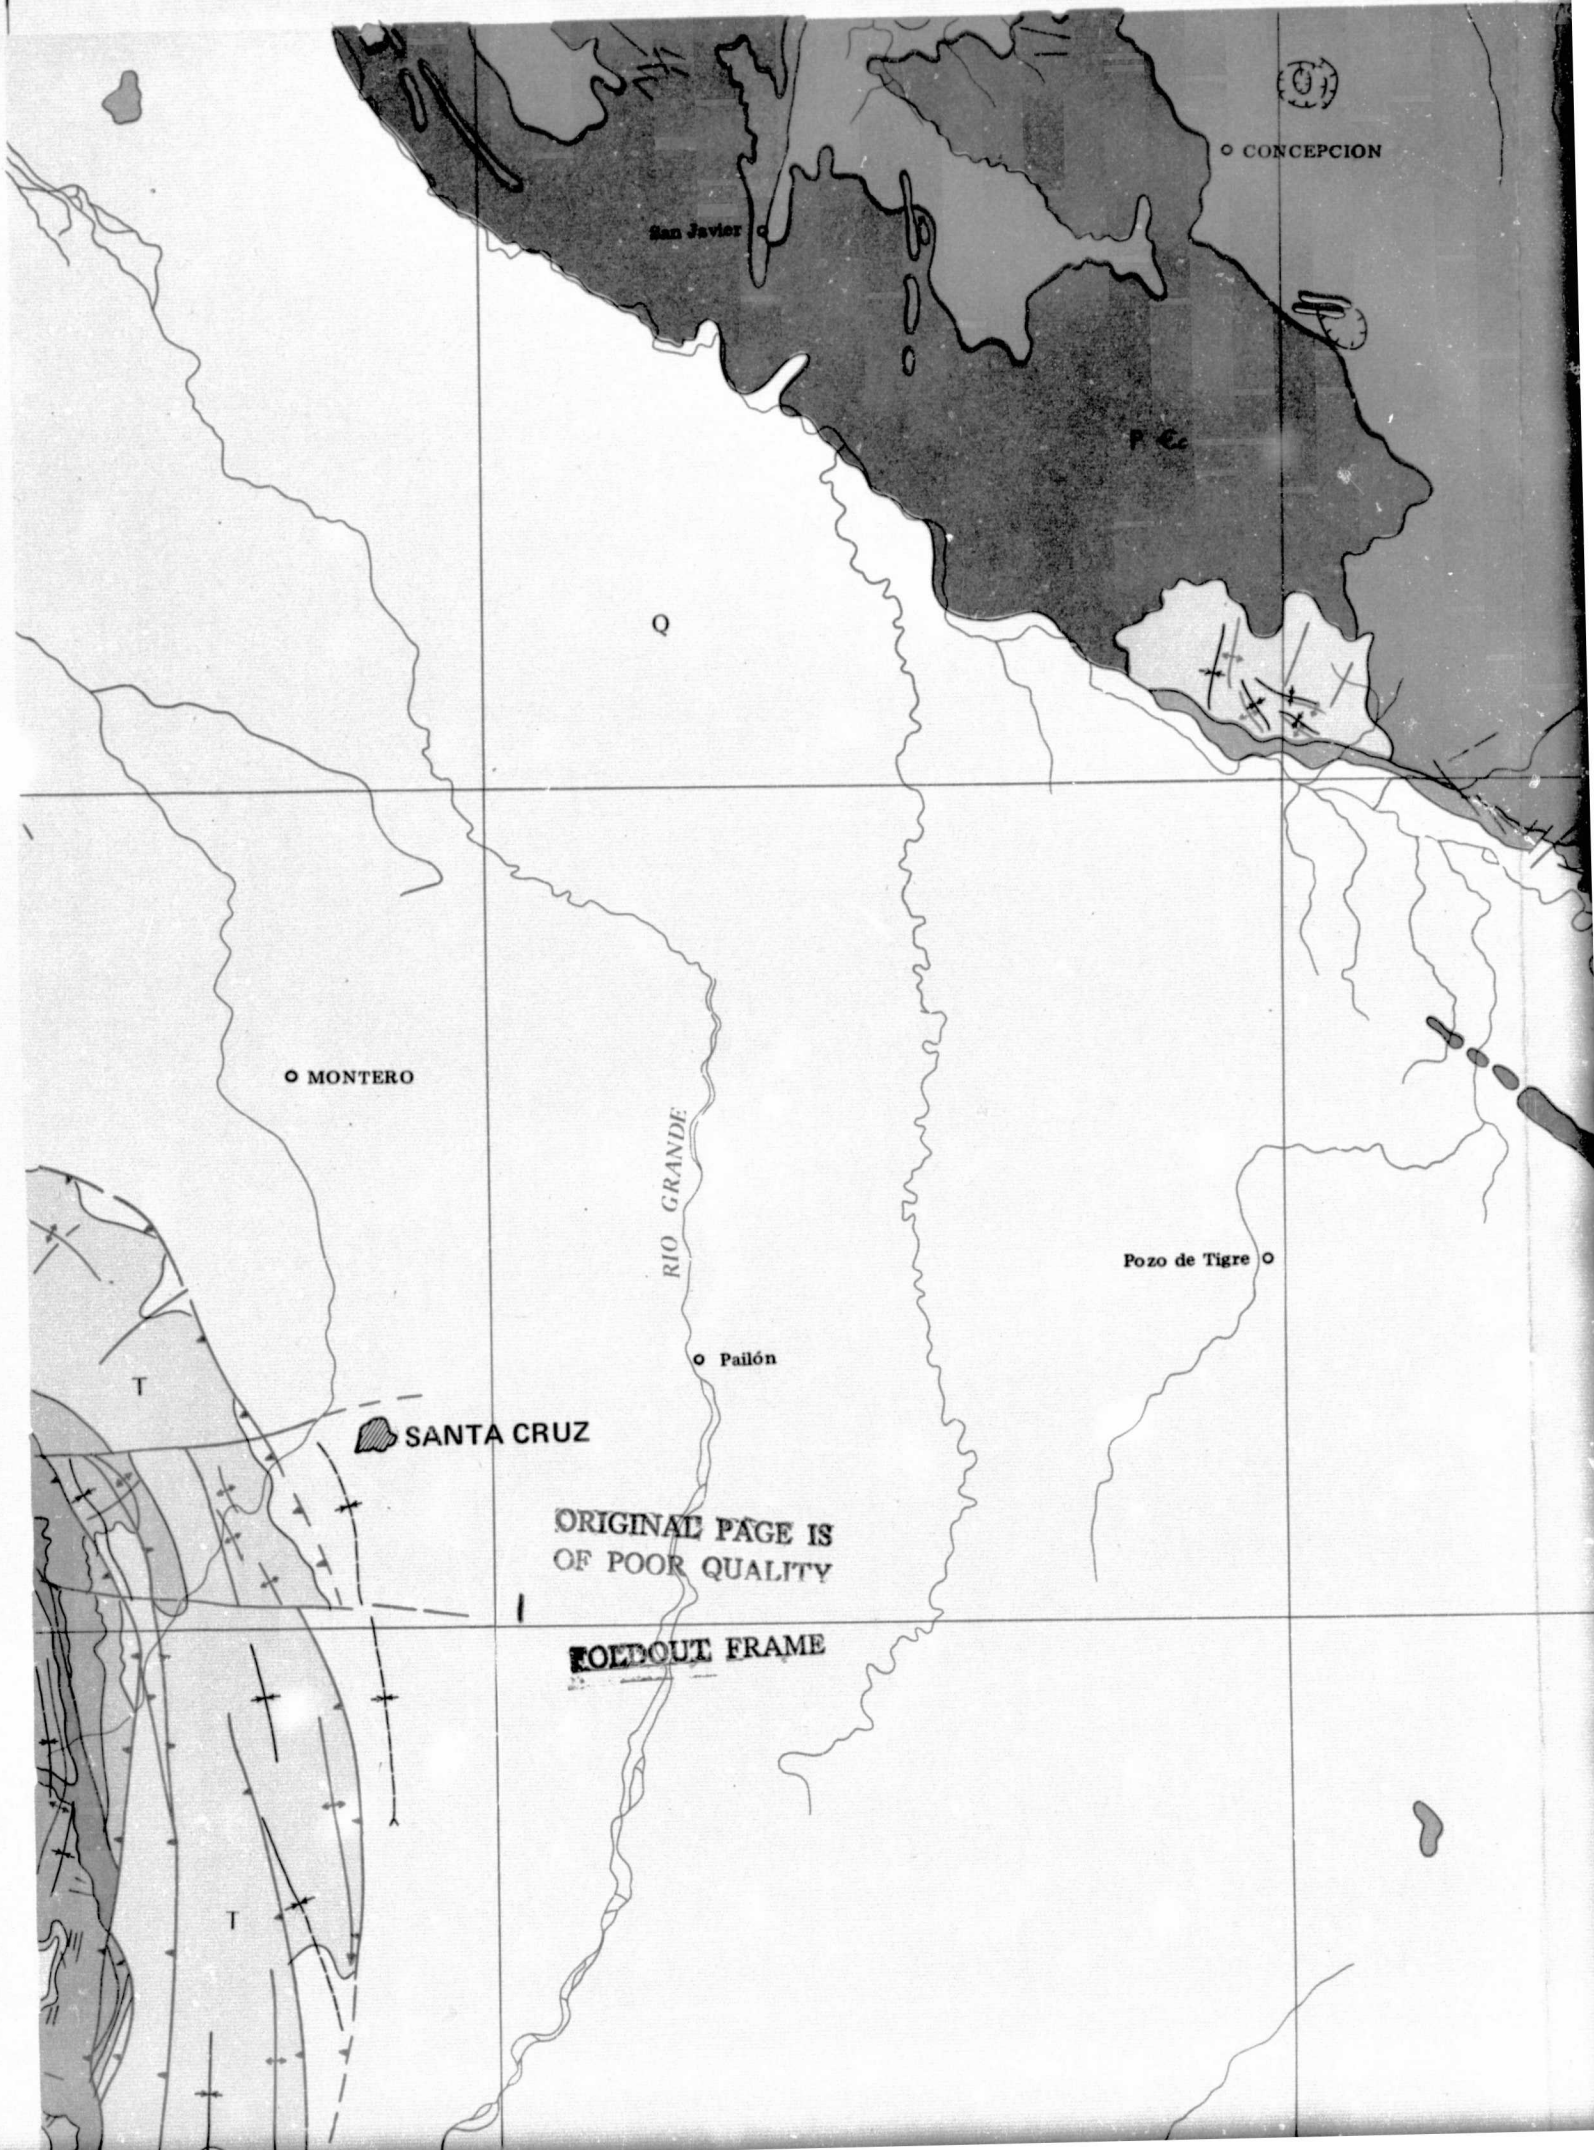 CONCEPCION
San Javier
P Єc
Q
MONTERO
RIO GRANDE
Pozo de Tigre
Pailón
T
SANTA CRUZ
ORIGINAL PAGE IS
OF POOR QUALITY
FOLDOUT FRAME
T